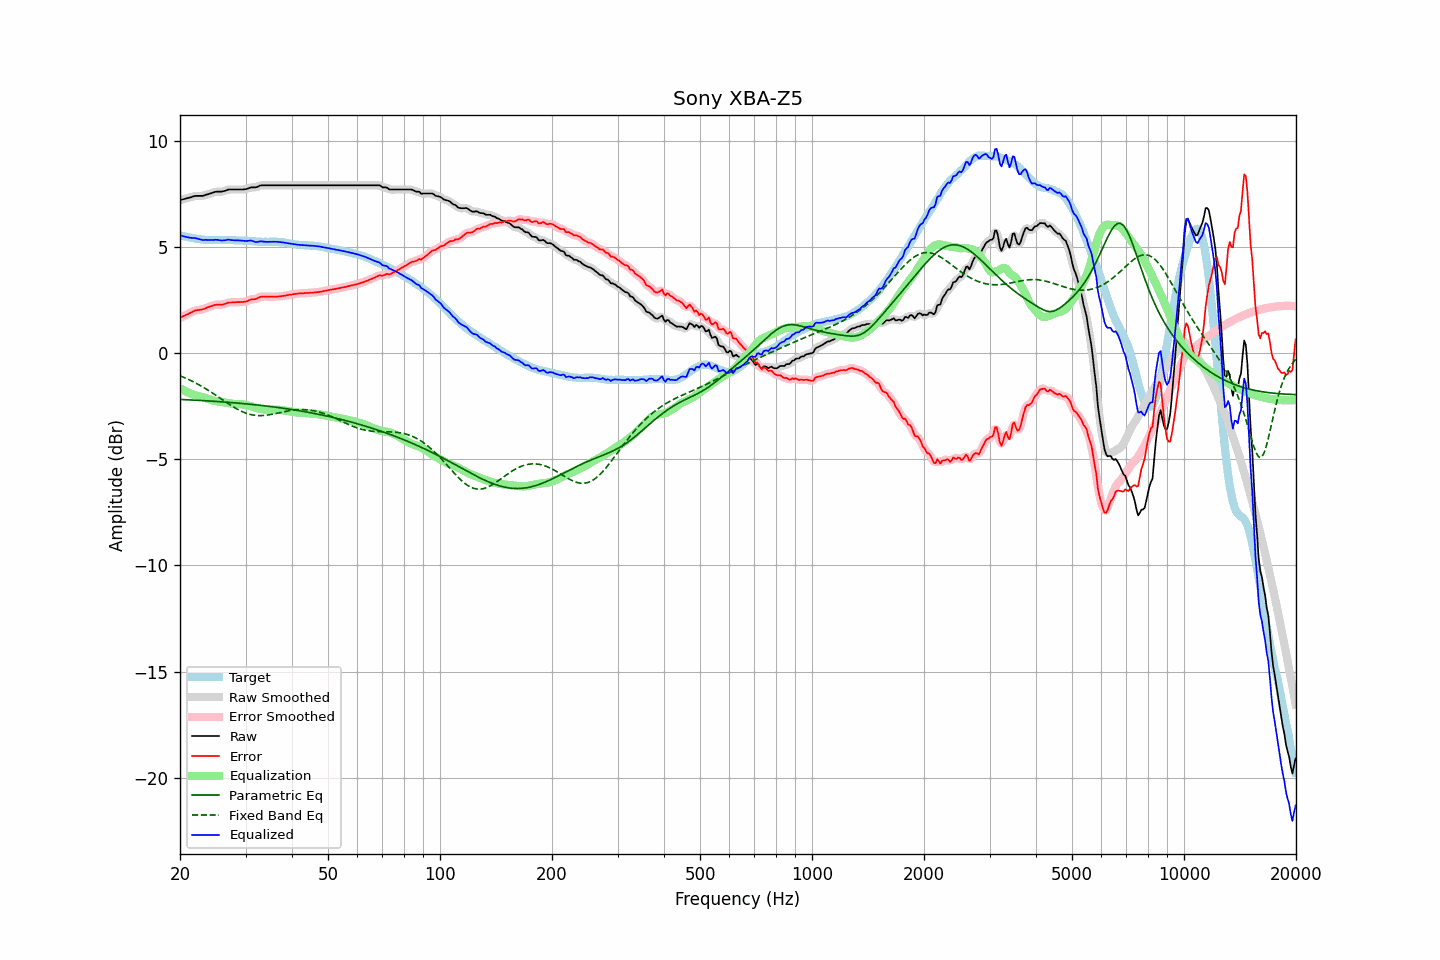 Sony XBA-Z5
Amplitude (dBr)
10
5
0
−5
−10
−15
−20
Target
Raw Smoothed
Error Smoothed
Raw
Error
Equalization
Parametric Eq
Fixed Band Eq
Equalized
20 50 100 200 500 1000 2000 5000 10000 20000
Frequency (Hz)